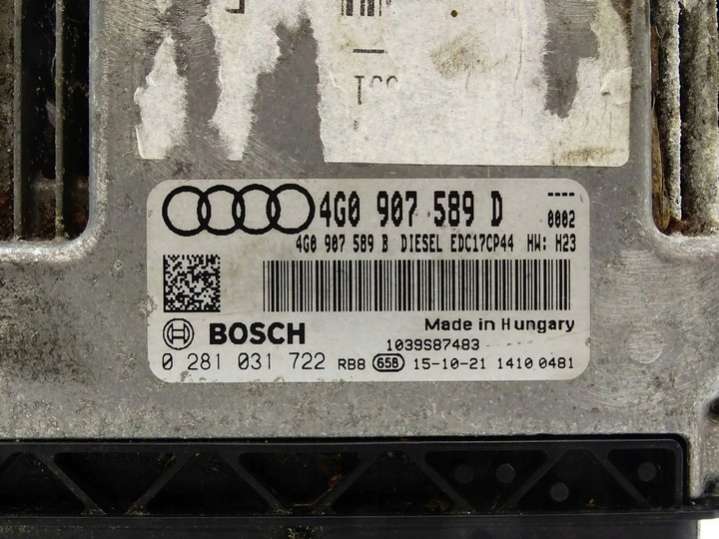 4G0 907 589 D
----
0002
4G0 907 589 B DIESEL EDC17CP44 HW: H23
BOSCH
Made in Hungary
1039S87483
0 281 031 722 RB8 658 15-10-21 1410 0481